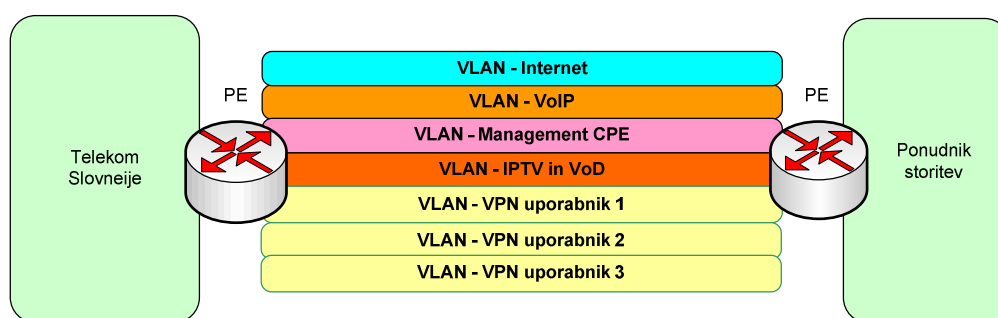 VLAN - Internet
PE
PE
VLAN - VoIP
VLAN - Management CPE
Telekom
Slovneije
Ponudnik
storitev
VLAN - IPTV in VoD
VLAN - VPN uporabnik 1
VLAN - VPN uporabnik 2
VLAN - VPN uporabnik 3